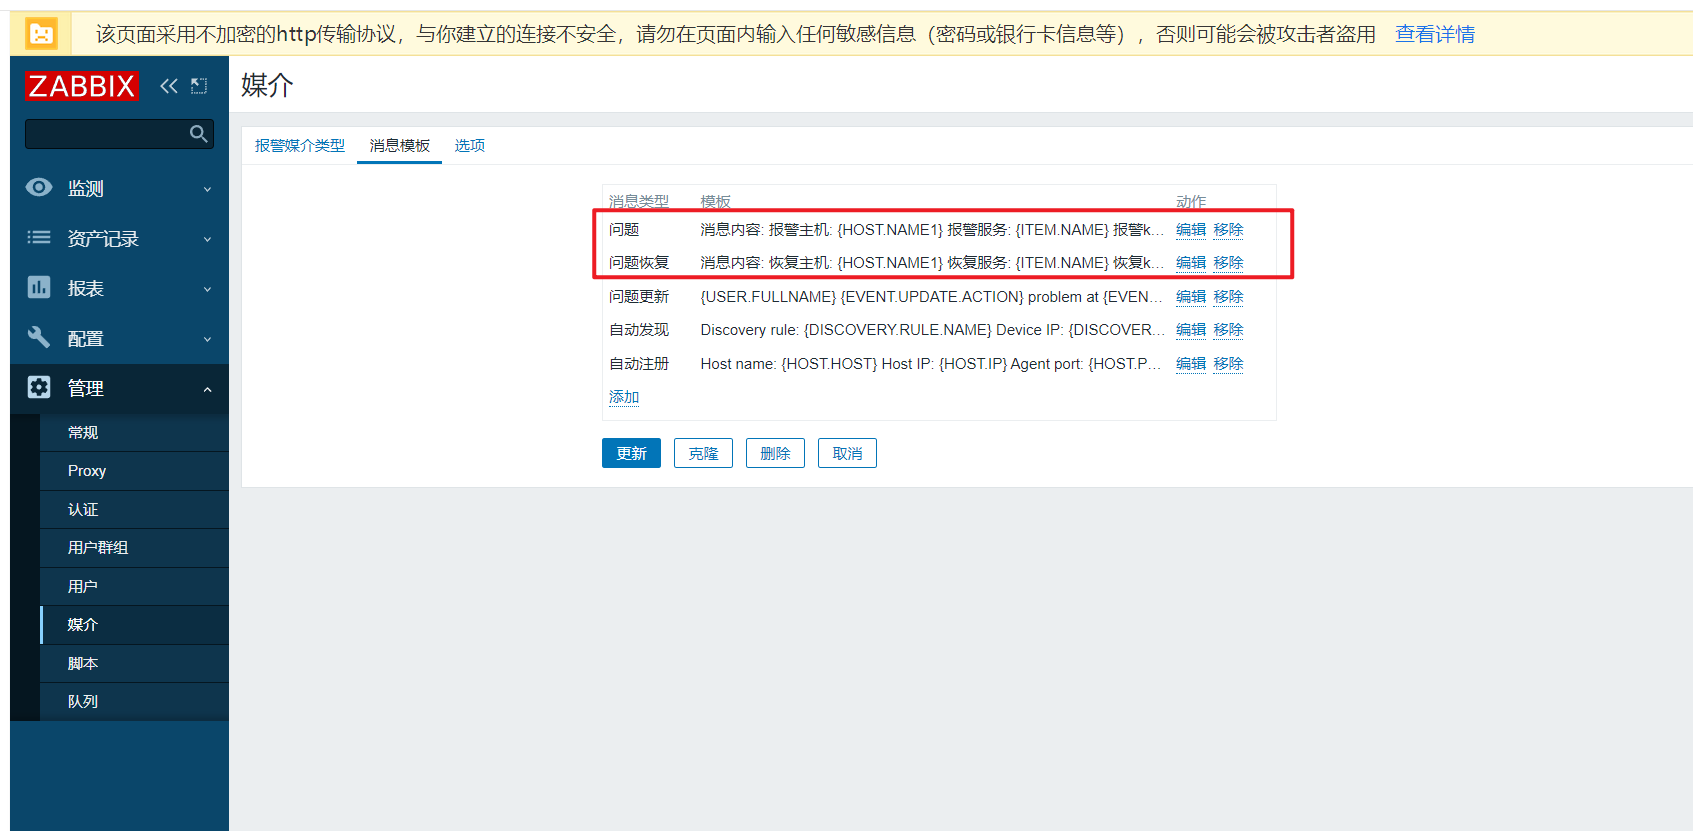 该页面采用不加密的http传输协议，与你建立的连接不安全，请勿在页面内输入任何敏感信息（密码或银行卡信息等），否则可能会被攻击者盗用 查看详情
ZABBIX
媒介
报警媒介类型 消息模板 选项
监测
资产记录
报表
配置
管理
常规
Proxy
认证
用户群组
用户
媒介
脚本
队列
消息类型 模板 动作
问题 消息内容: 报警主机: {HOST.NAME1} 报警服务: {ITEM.NAME} 报警k... 编辑 移除
问题恢复 消息内容: 恢复主机: {HOST.NAME1} 恢复服务: {ITEM.NAME} 恢复k... 编辑 移除
问题更新 {USER.FULLNAME} {EVENT.UPDATE.ACTION} problem at {EVEN... 编辑 移除
自动发现 Discovery rule: {DISCOVERY.RULE.NAME} Device IP: {DISCOVER... 编辑 移除
自动注册 Host name: {HOST.HOST} Host IP: {HOST.IP} Agent port: {HOST.P... 编辑 移除
添加
更新 克隆 删除 取消